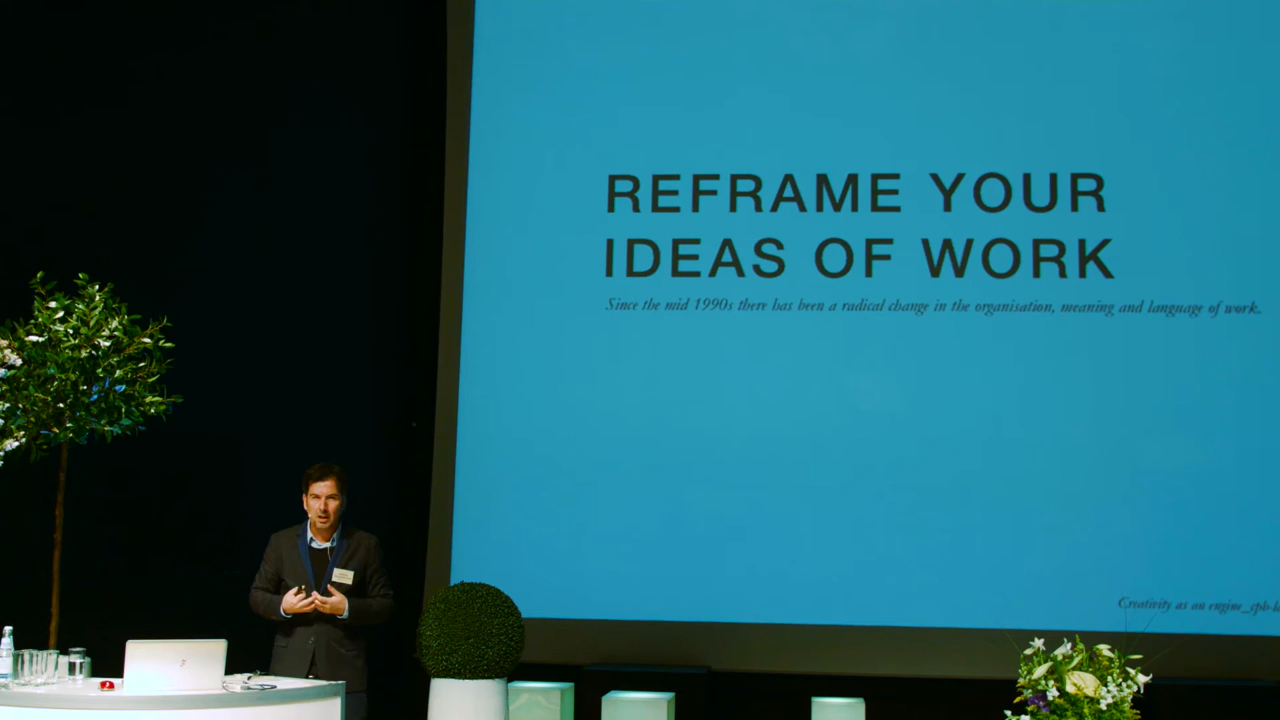 REFRAME YOUR
IDEAS OF WORK
Since the mid 1990s there has been a radical change in the organisation, meaning and language of work.
Creativity as an engine_cpb-